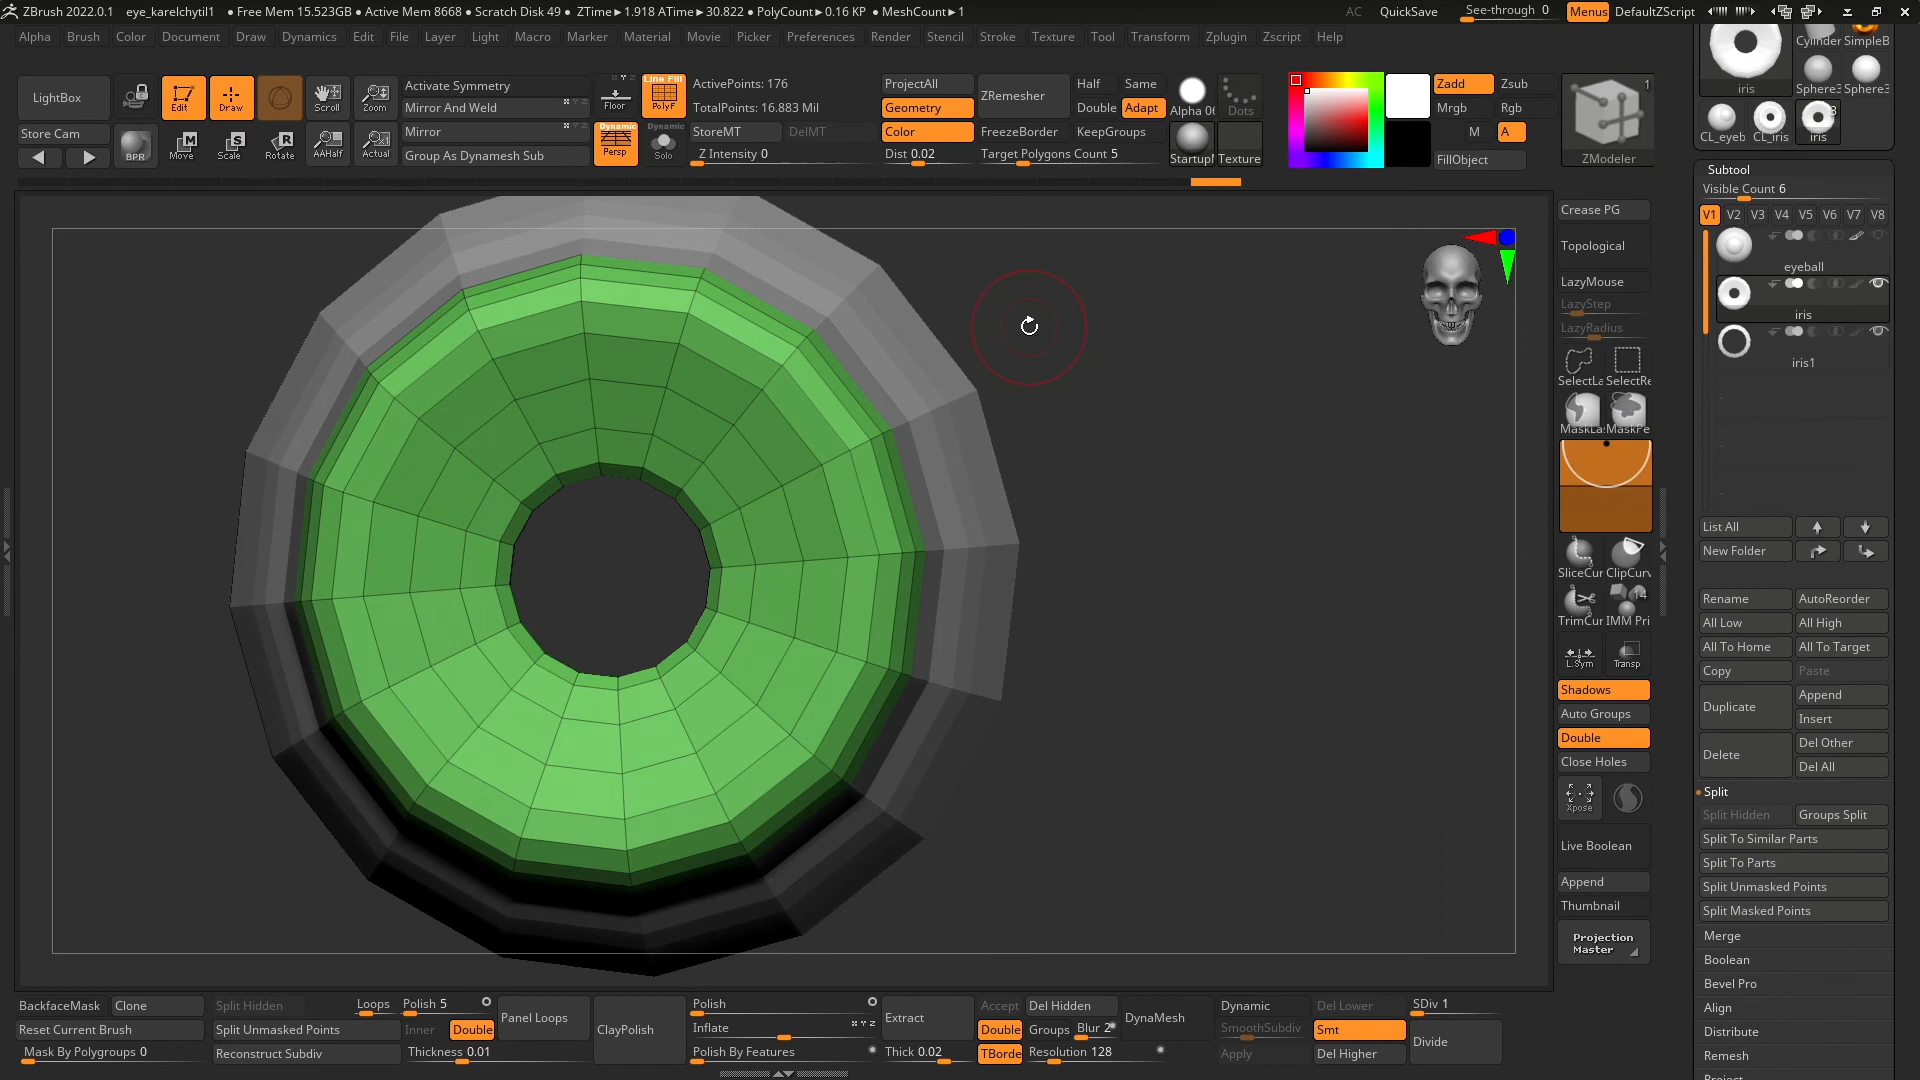 ZBrush 2022.0.1 eye_karelchytil1 ● Free Mem 15.523GB ● Active Mem 8668 ● Scratch Disk 49 ● ZTime►1.918 ATime►30.822 ● PolyCount►0.16 KP ● MeshCount►1 AC QuickSave See-through 0 Menus DefaultZScript
Alpha Brush Color Document Draw Dynamics Edit File Layer Light Macro Marker Material Movie Picker Preferences Render Stencil Stroke Texture Tool Transform Zplugin Zscript Help
LightBox Edit Draw Scroll Zoom Activate Symmetry Floor Line Fill PolyF ActivePoints: 176 ProjectAll ZRemesher Half Same Alpha 06 Dots Zadd Zsub 1
Mirror And Weld TotalPoints: 16.883 Mil Geometry Double Adapt Mrgb Rgb
Store Cam BPR Move Scale Rotate AAHalf Actual Mirror Dynamic Persp Dynamic Solo StoreMT DelMT Color FreezeBorder KeepGroups M A
Group As Dynamesh Sub Z Intensity 0 Dist 0.02 Target Polygons Count 5 Startup Texture FillObject ZModeler
Cylinder SimpleB
iris Sphere3 Sphere3
CL_eyeb CL_iris iris 3
Subtool
Visible Count 6
V1 V2 V3 V4 V5 V6 V7 V8
eyeball
iris
iris1
List All
New Folder
Rename AutoReorder
All Low All High
All To Home All To Target
Copy Paste
Duplicate Append
Insert
Delete Del Other
Del All
Split
Split Hidden Groups Split
Split To Similar Parts
Split To Parts
Split Unmasked Points
Split Masked Points
Merge
Boolean
Bevel Pro
Align
Distribute
Remesh
Project
Crease PG
Topological
LazyMouse
LazyStep
LazyRadius
SelectLa SelectRe
MaskLa MaskPe
SliceCur ClipCurv
14
TrimCur IMM Pri
L.Sym Transp
Shadows
Auto Groups
Double
Close Holes
Xpose
Live Boolean
Append
Thumbnail
Projection Master
BackfaceMask Clone Split Hidden Loops Polish 5 Panel Loops ClayPolish Polish Extract Accept Del Hidden DynaMesh Dynamic Del Lower SDiv 1
Reset Current Brush Split Unmasked Points Inner Double Inflate Double Groups Blur 2 SmoothSubdiv Smt Divide
Mask By Polygroups 0 Reconstruct Subdiv Thickness 0.01 Polish By Features Thick 0.02 TBorde Resolution 128 Apply Del Higher